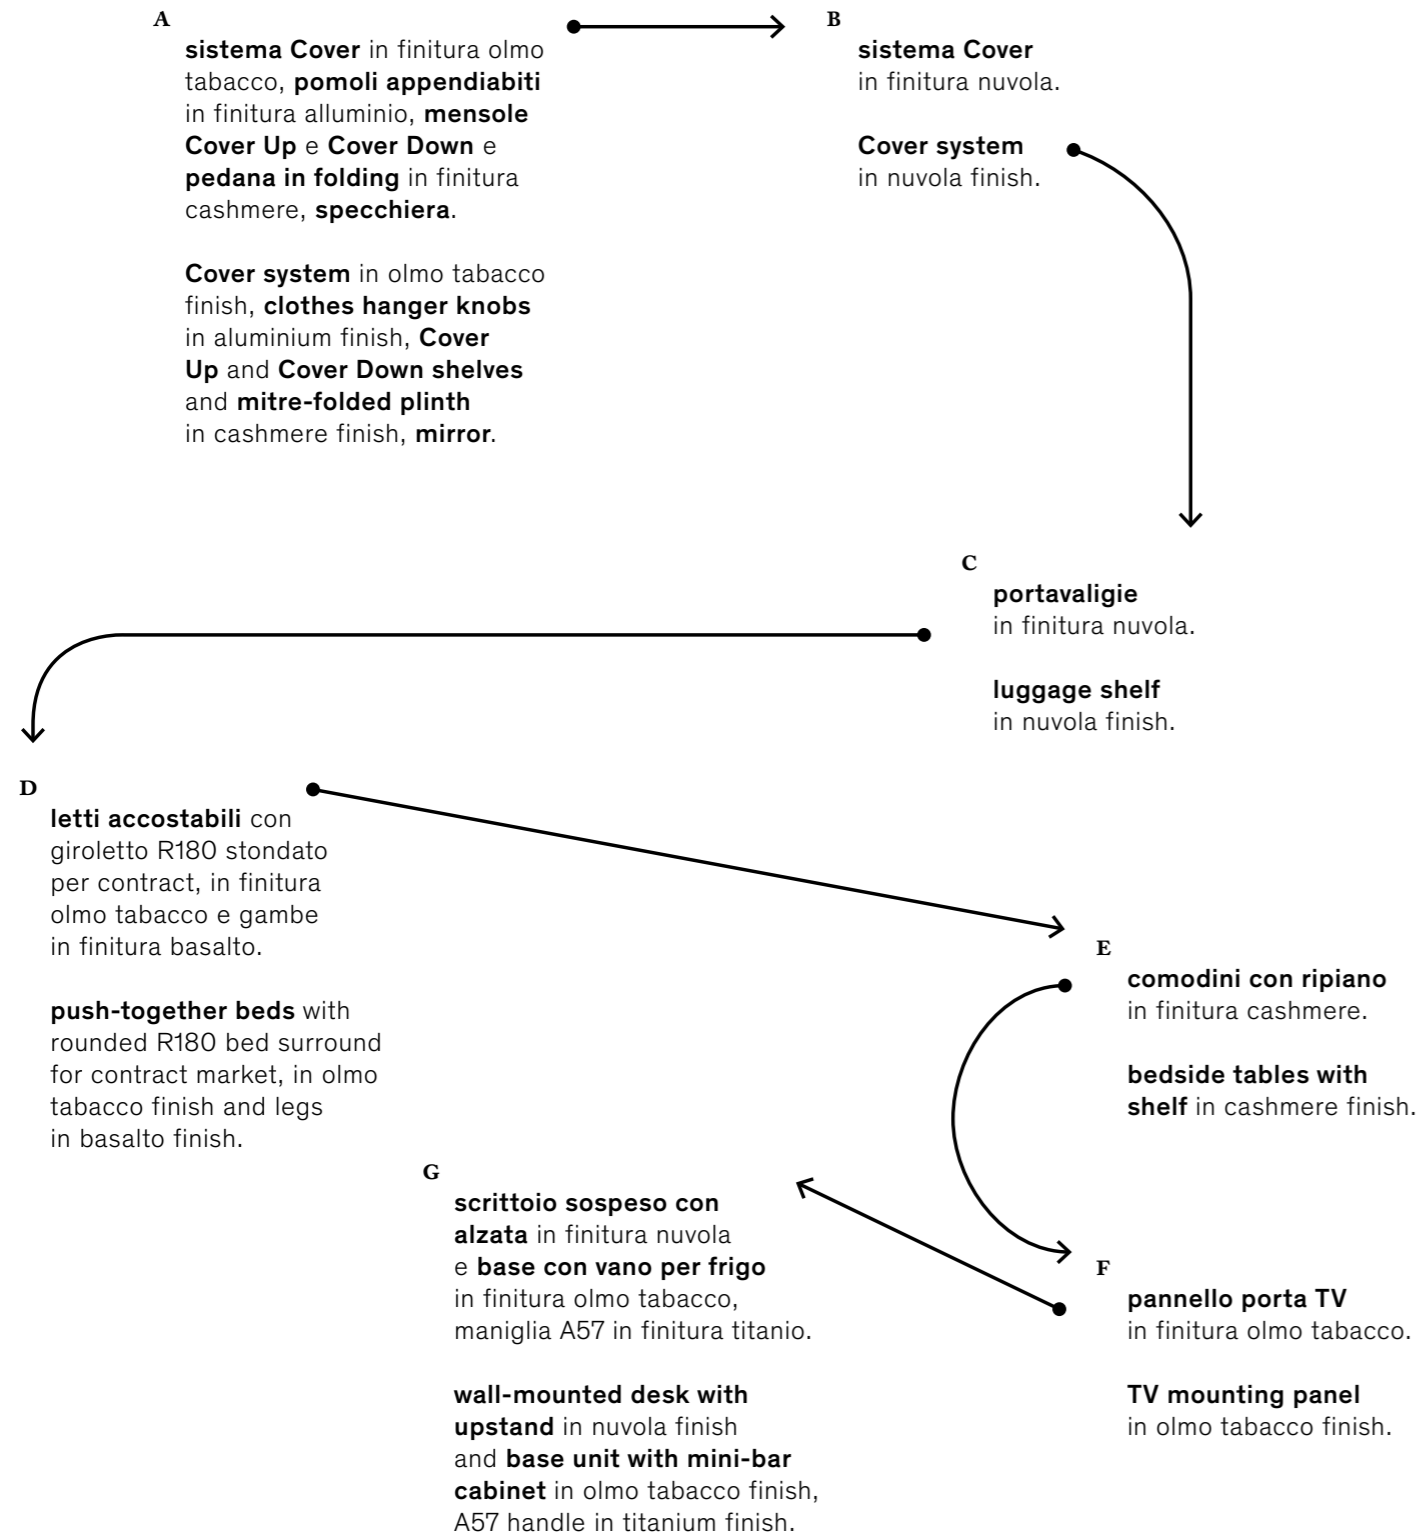 A
sistema Cover in finitura olmo
tabacco, pomoli appendiabiti
in finitura alluminio, mensole
Cover Up e Cover Down e
pedana in folding in finitura
cashmere, specchiera.
Cover system in olmo tabacco
finish, clothes hanger knobs
in aluminium finish, Cover
Up and Cover Down shelves
and mitre-folded plinth
in cashmere finish, mirror.
B
sistema Cover
in finitura nuvola.
Cover system
in nuvola finish.
C
portavaligie
in finitura nuvola.
luggage shelf
in nuvola finish.
D
letti accostabili con
giroletto R180 stondato
per contract, in finitura
olmo tabacco e gambe
in finitura basalto.
push-together beds with
rounded R180 bed surround
for contract market, in olmo
tabacco finish and legs
in basalto finish.
E
comodini con ripiano
in finitura cashmere.
bedside tables with
shelf in cashmere finish.
F
pannello porta TV
in finitura olmo tabacco.
TV mounting panel
in olmo tabacco finish.
G
scrittoio sospeso con
alzata in finitura nuvola
e base con vano per frigo
in finitura olmo tabacco,
maniglia A57 in finitura titanio.
wall-mounted desk with
upstand in nuvola finish
and base unit with mini-bar
cabinet in olmo tabacco finish,
A57 handle in titanium finish.